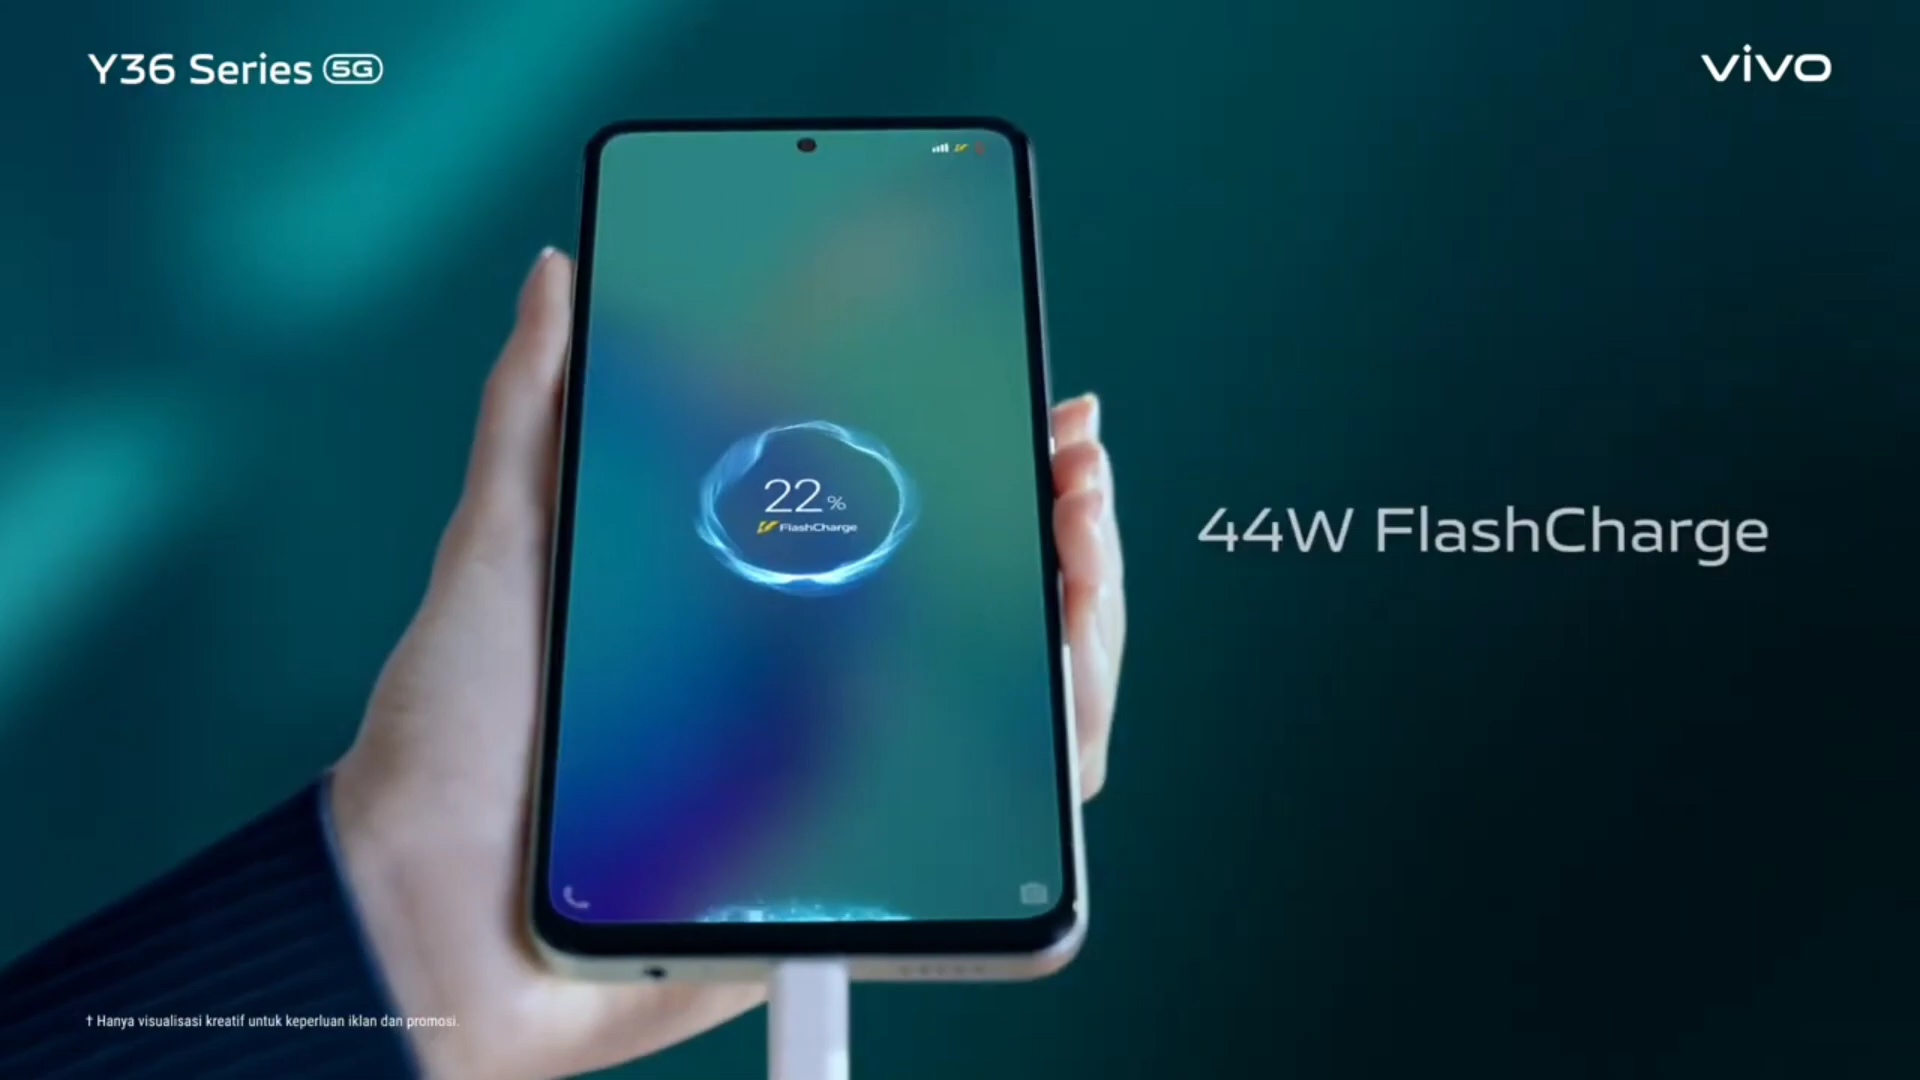 Y36 Series 5G
vivo
22%
FlashCharge
44W FlashCharge
† Hanya visualisasi kreatif untuk keperluan iklan dan promosi.